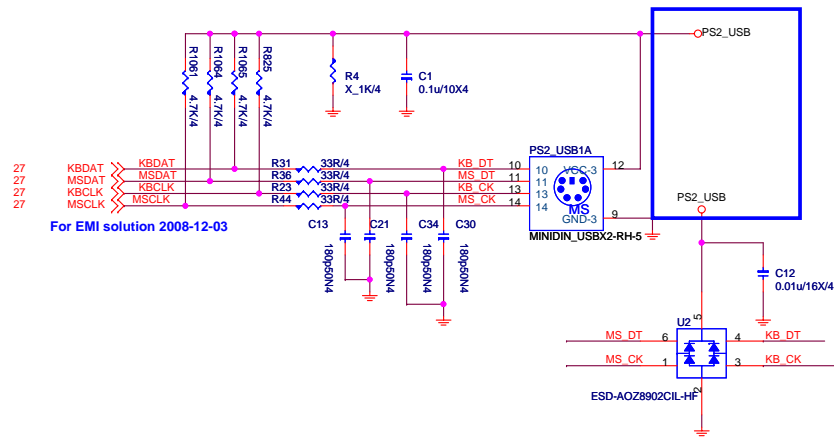 PS2_USB
R1061
4.7K/4
R1064
4.7K/4
R1065
4.7K/4
R825
4.7K/4
R4
X_1K/4
C1
0.1u/10X4
PS2_USB1A
27 KBDAT KBDAT R31 33R/4 KB_DT 10 10 VCC-3 12
27 MSDAT MSDAT R36 33R/4 MS_DT 11 11
27 KBCLK KBCLK R23 33R/4 KB_CK 13 13
27 MSCLK MSCLK R44 33R/4 MS_CK 14 14 MS
GND-3 9
MINIDIN_USBX2-RH-5
PS2_USB
For EMI solution 2008-12-03
C13
180p50N4
C21
180p50N4
C34
180p50N4
C30
180p50N4
C12
0.01u/16X/4
U2
5
MS_DT 6 4 KB_DT
MS_CK 1 3 KB_CK
2
ESD-AOZ8902CIL-HF